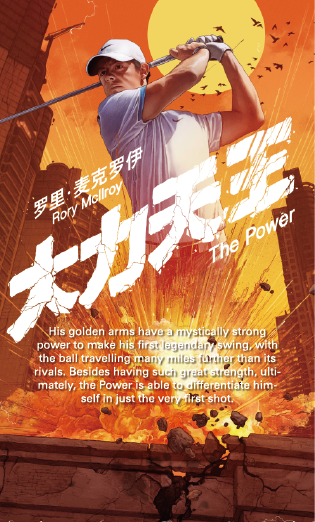 罗里·麦克罗伊
Rory McIlroy
大力天王
The Power
His golden arms have a mystically strong
power to make his first legendary swing, with
the ball travelling many miles further than its
rivals. Besides having such great strength, ulti-
mately, the Power is able to differentiate him-
self in just the very first shot.